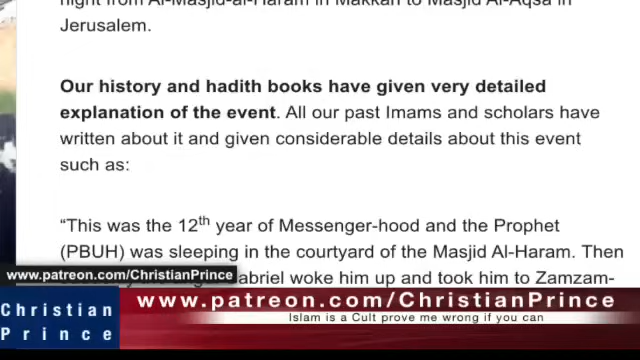 night from Al-Masjid-al-Haram in Makkah to Masjid Al-Aqsa in
Jerusalem.
Our history and hadith books have given very detailed
explanation of the event. All our past Imams and scholars have
written about it and given considerable details about this event
such as:
“This was the 12th year of Messenger-hood and the Prophet
(PBUH) was sleeping in the courtyard of the Masjid Al-Haram. Then
woke him up and took him to Zamzam-
www.patreon.com/ChristianPrince
Christian
Prince
www.patreon.com/ChristianPrince
Islam is a Cult prove me wrong if you can